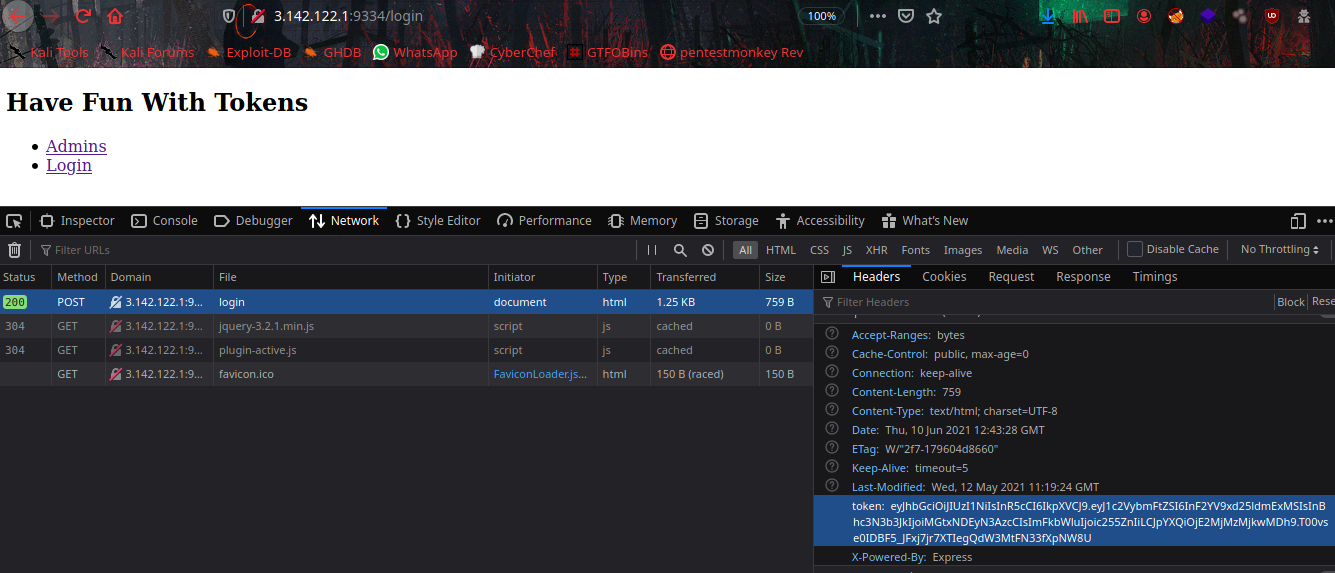 3.142.122.1:9334/login
100%
Kali Tools Kali Forums Exploit-DB GHDB WhatsApp CyberChef GTFOBins pentestmonkey Rev
Have Fun With Tokens
Admins
Login
Inspector Console Debugger Network Style Editor Performance Memory Storage Accessibility What's New
Filter URLs All HTML CSS JS XHR Fonts Images Media WS Other Disable Cache No Throttling
Status Method Domain File Initiator Type Transferred Size
200 POST 3.142.122.1:9... login document html 1.25 KB 759 B
304 GET 3.142.122.1:9... jquery-3.2.1.min.js script js cached 0 B
304 GET 3.142.122.1:9... plugin-active.js script js cached 0 B
GET 3.142.122.1:9... favicon.ico FaviconLoader.js... html 150 B (raced) 150 B
Headers Cookies Request Response Timings
Filter Headers Block Rese
Accept-Ranges: bytes
Cache-Control: public, max-age=0
Connection: keep-alive
Content-Length: 759
Content-Type: text/html; charset=UTF-8
Date: Thu, 10 Jun 2021 12:43:28 GMT
ETag: W/"2f7-179604d8660"
Keep-Alive: timeout=5
Last-Modified: Wed, 12 May 2021 11:19:24 GMT
token: eyJhbGciOiJIUzI1NiIsInR5cCI6IkpXVCJ9.eyJ1c2VybmFtZSI6InF2YV9xd25ldmExMSIsInB
hc3N3b3JkIjoiMGtxNDEyN3AzcCIsImFkbWluIjoic255ZnIiLCJpYXQiOjE2MjMzMjkwMDh9.T00vs
e0IDBF5_JFxj7jr7XTIegQdW3MtFN33fXpNW8U
X-Powered-By: Express